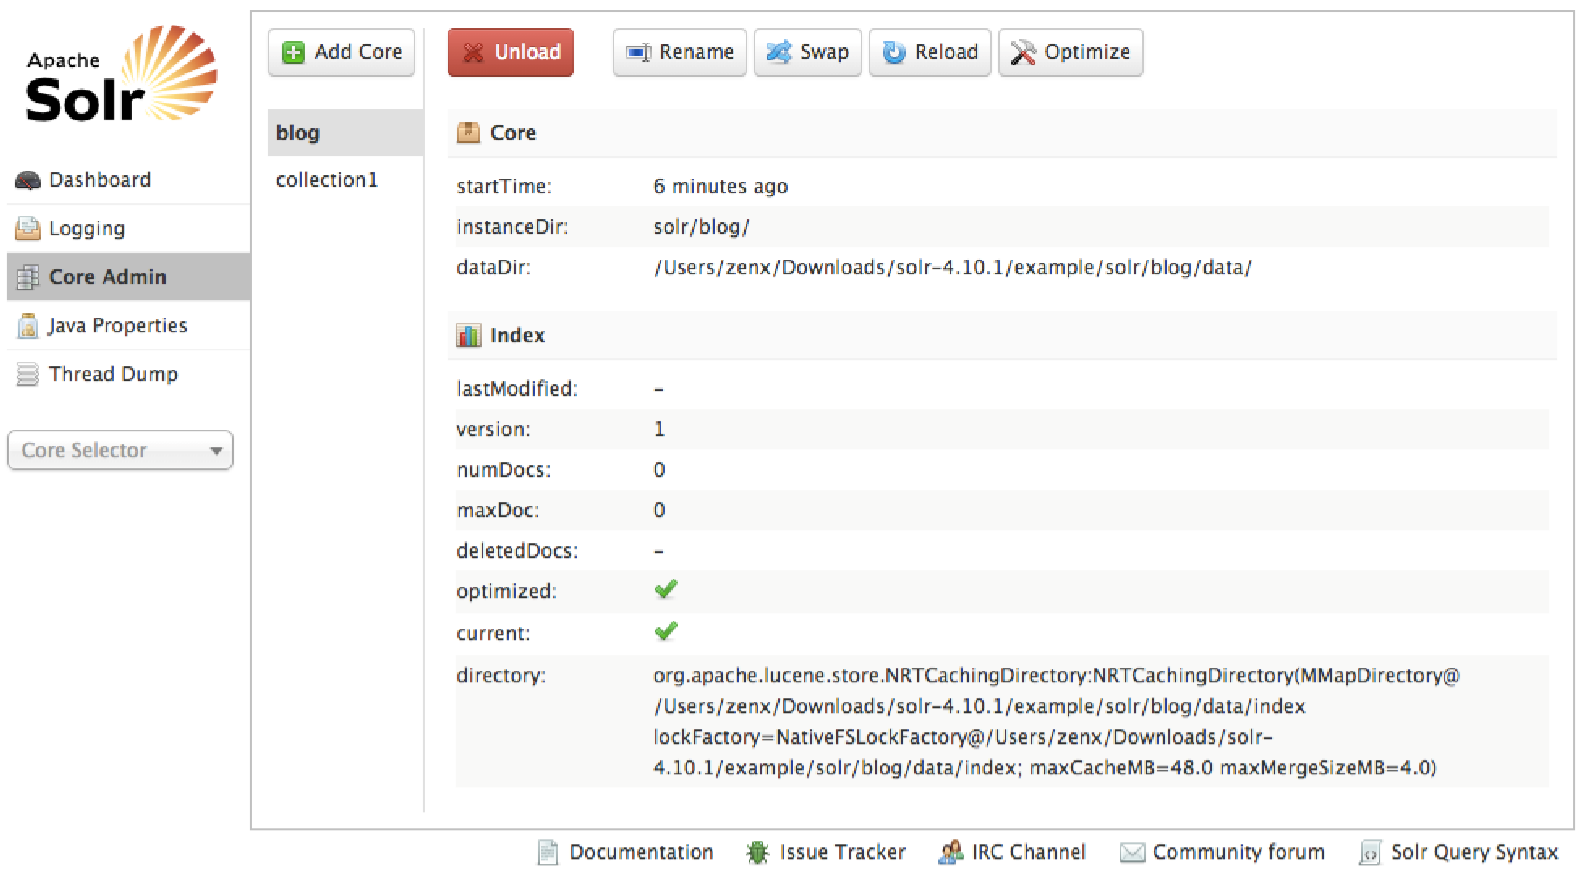 Apache
Solr
Dashboard
Logging
Core Admin
Java Properties
Thread Dump
Core Selector
Add Core
blog
collection1
Unload Rename Swap Reload Optimize
Core
startTime: 6 minutes ago
instanceDir: solr/blog/
dataDir: /Users/zenx/Downloads/solr-4.10.1/example/solr/blog/data/
Index
lastModified: –
version: 1
numDocs: 0
maxDoc: 0
deletedDocs: –
optimized:
current:
directory: org.apache.lucene.store.NRTCachingDirectory:NRTCachingDirectory(MMapDirectory@
/Users/zenx/Downloads/solr-4.10.1/example/solr/blog/data/index
lockFactory=NativeFSLockFactory@/Users/zenx/Downloads/solr-
4.10.1/example/solr/blog/data/index; maxCacheMB=48.0 maxMergeSizeMB=4.0)
Documentation Issue Tracker IRC Channel Community forum Solr Query Syntax